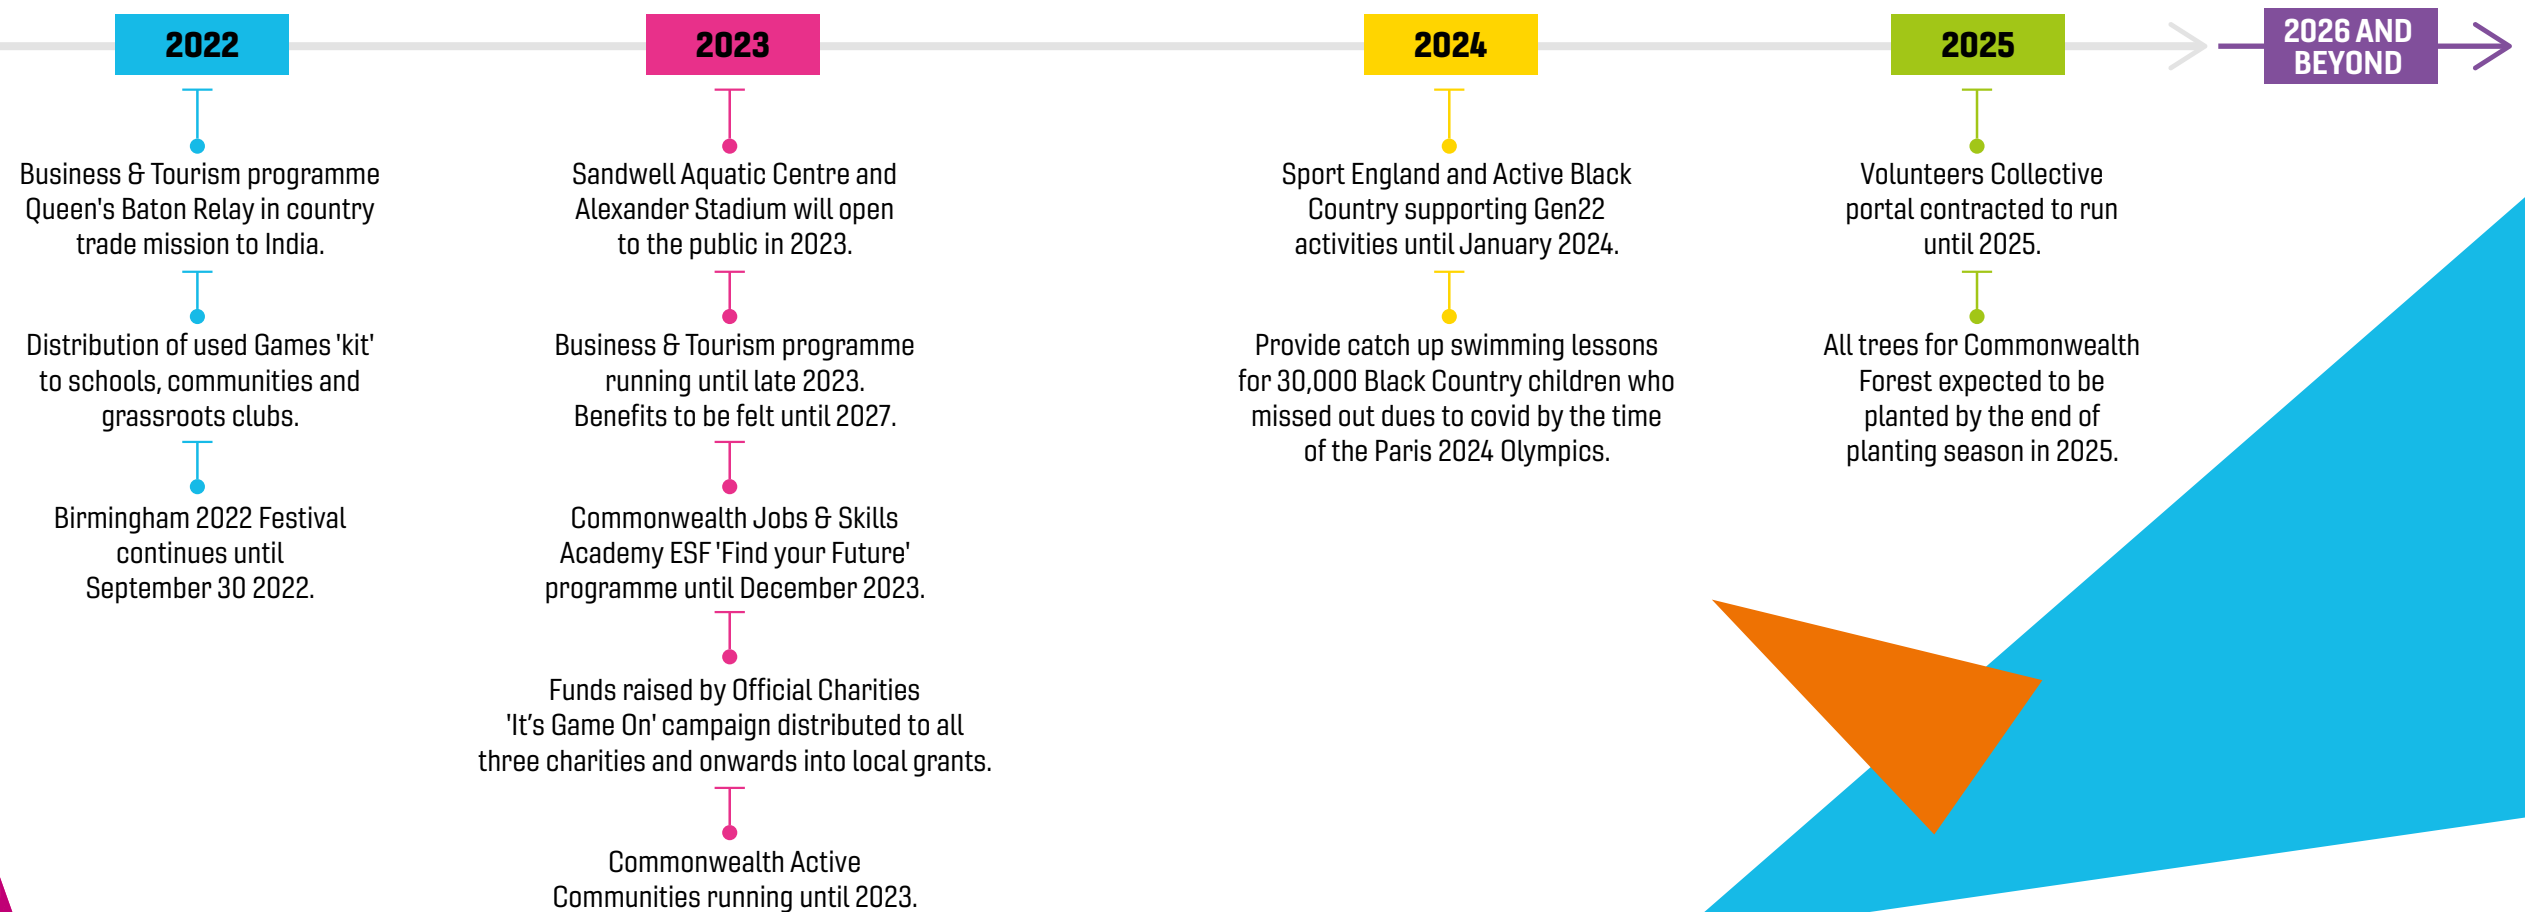 2022
Business & Tourism programme
Queen's Baton Relay in country
trade mission to India.
Distribution of used Games 'kit'
to schools, communities and
grassroots clubs.
Birmingham 2022 Festival
continues until
September 30 2022.
2023
Sandwell Aquatic Centre and
Alexander Stadium will open
to the public in 2023.
Business & Tourism programme
running until late 2023.
Benefits to be felt until 2027.
Commonwealth Jobs & Skills
Academy ESF 'Find your Future'
programme until December 2023.
Funds raised by Official Charities
'It’s Game On' campaign distributed to all
three charities and onwards into local grants.
Commonwealth Active
Communities running until 2023.
2024
Sport England and Active Black
Country supporting Gen22
activities until January 2024.
Provide catch up swimming lessons
for 30,000 Black Country children who
missed out dues to covid by the time
of the Paris 2024 Olympics.
2025
Volunteers Collective
portal contracted to run
until 2025.
All trees for Commonwealth
Forest expected to be
planted by the end of
planting season in 2025.
2026 AND
BEYOND